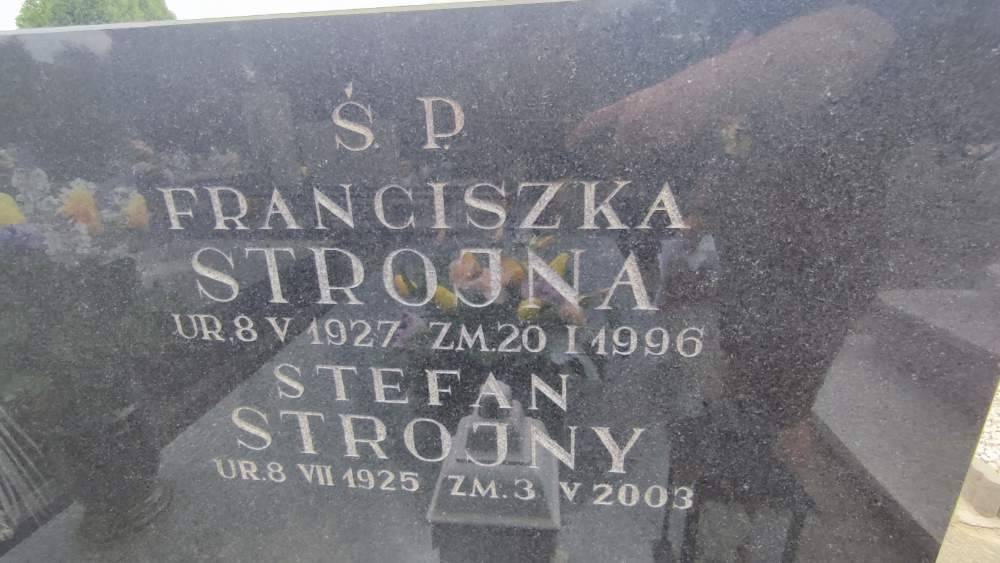 Ś. P.
FRANCISZKA
STROJNA
UR. 8 V 1927 ZM. 20 I 1996
STEFAN
STROJNY
UR. 8 VII 1925 ZM. 3 V 2003